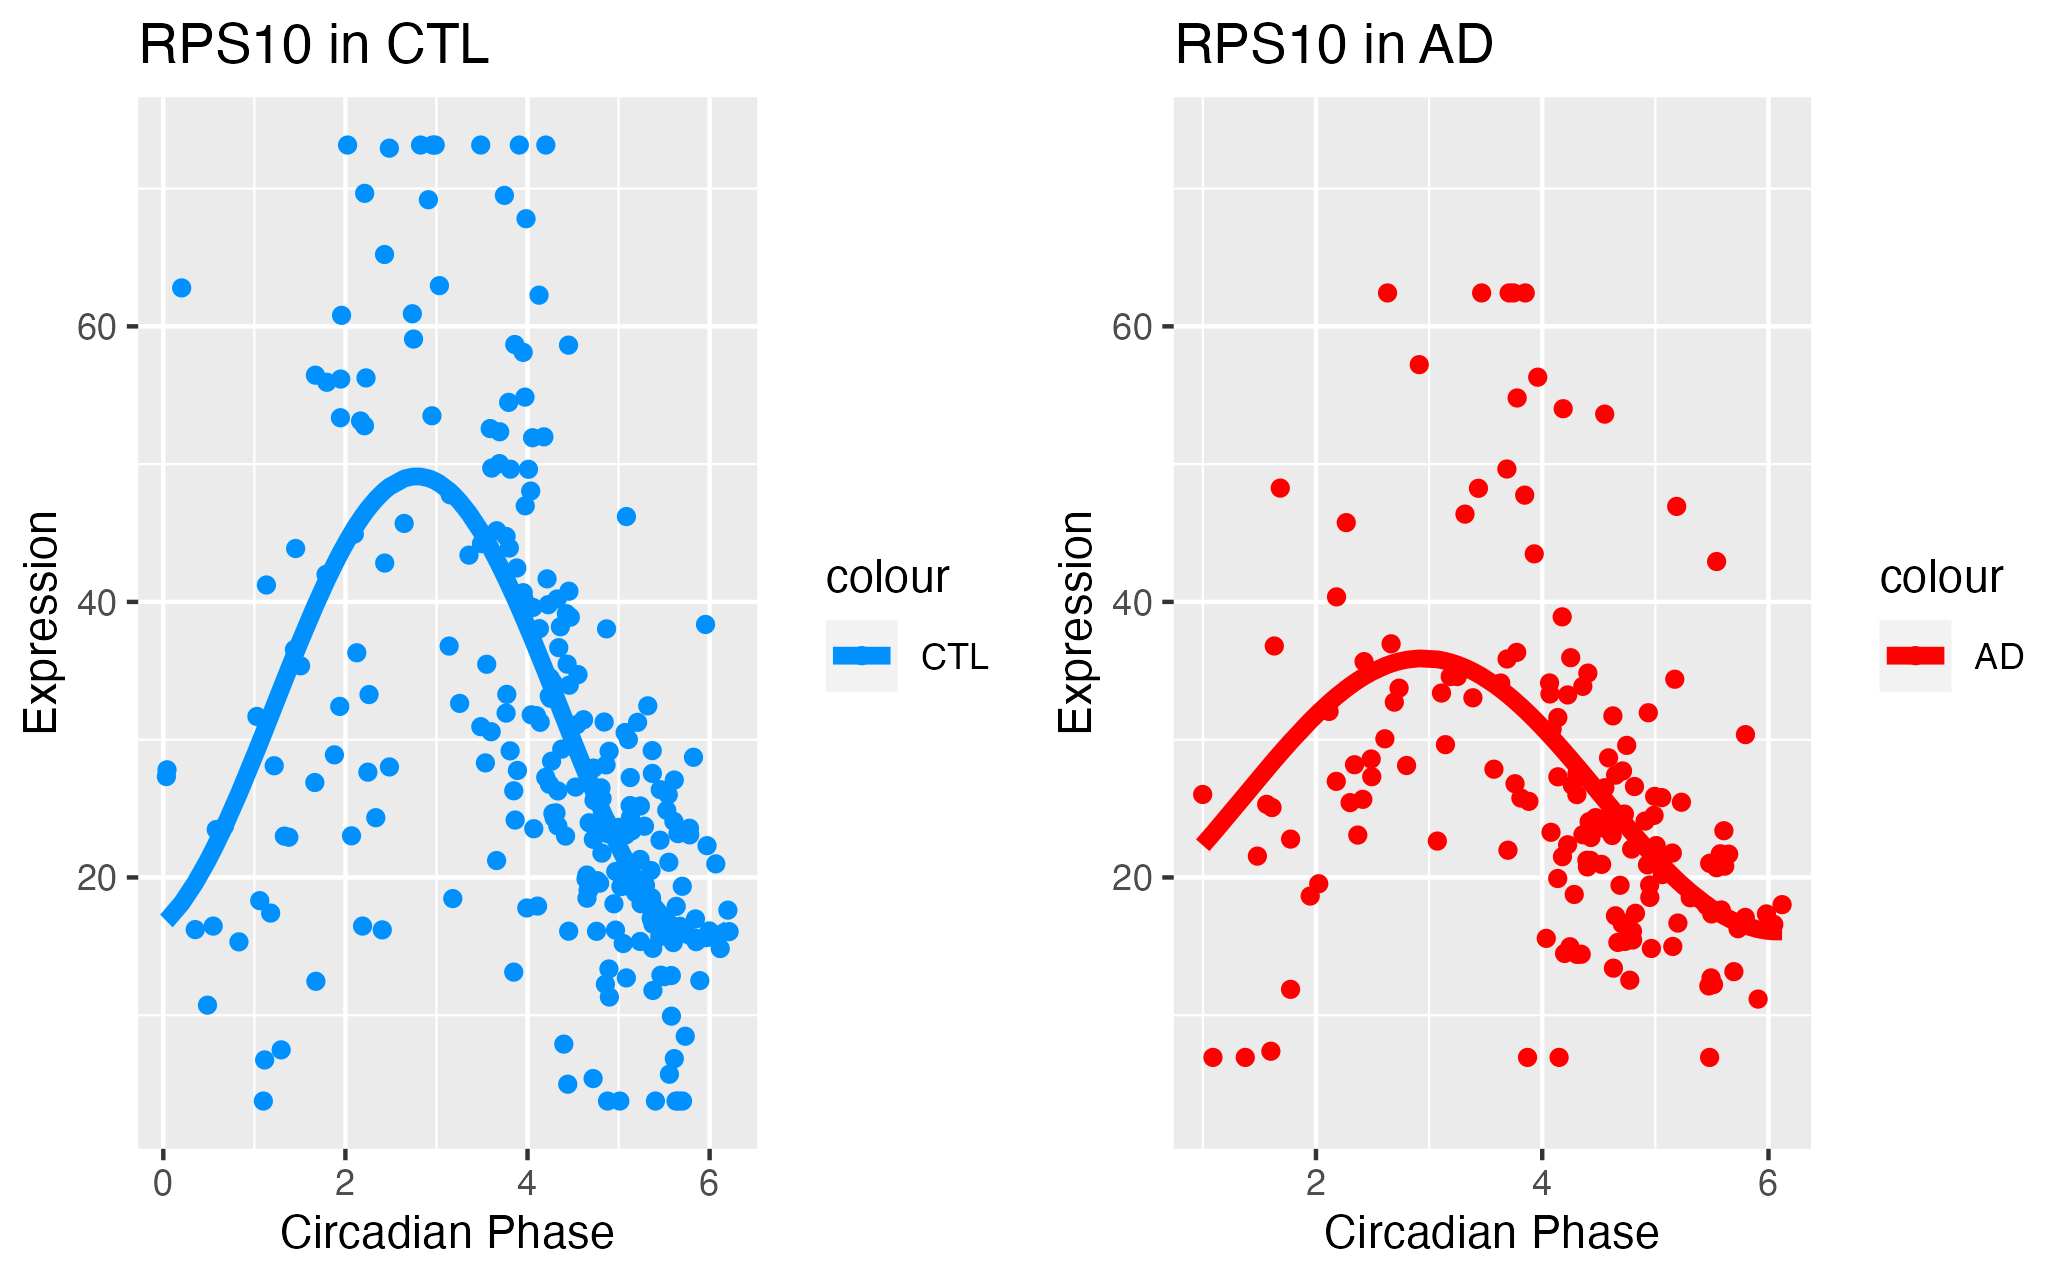 RPS10 in CTL
60
40
20
Expression
0 2 4 6
Circadian Phase
colour
CTL
RPS10 in AD
60
40
20
Expression
2 4 6
Circadian Phase
colour
AD